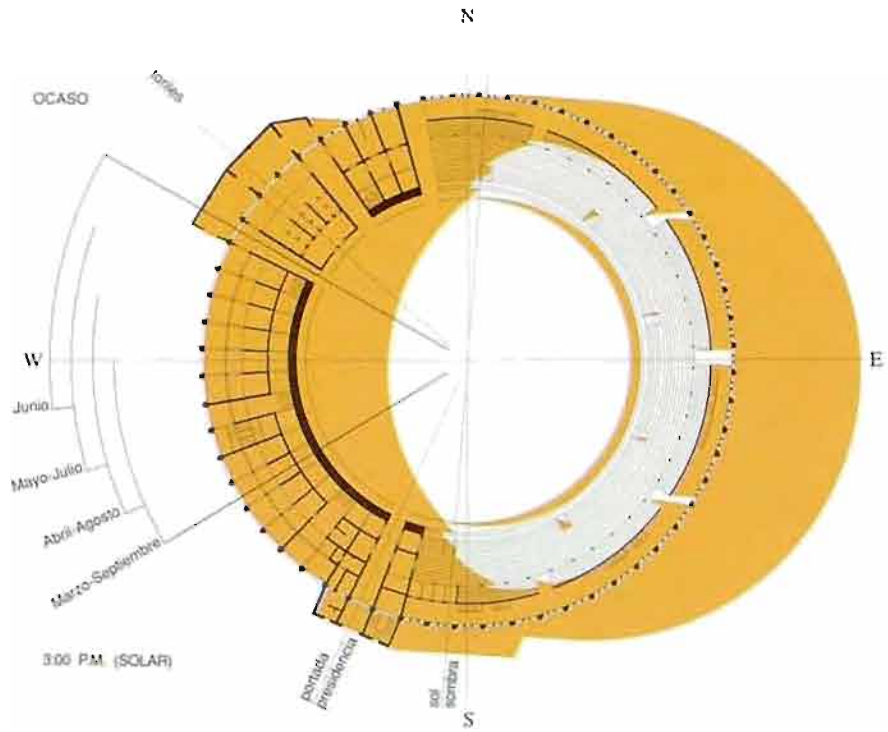 N
OCASO
toriles
W
E
Junio
Mayo-Julio
Abril-Agosto
Marzo-Septiembre
3:00 P.M. (SOLAR)
portada
presidencia
sol
sombra
S